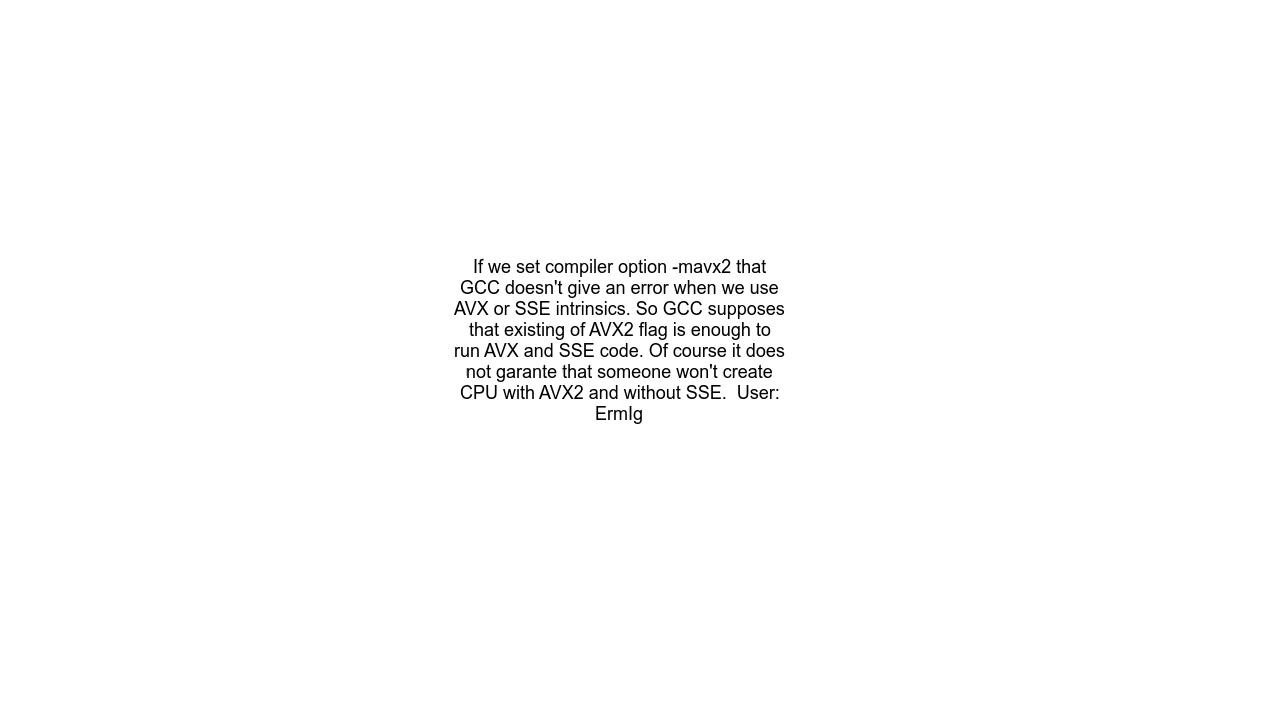 If we set compiler option -mavx2 that
GCC doesn't give an error when we use
AVX or SSE intrinsics. So GCC supposes
that existing of AVX2 flag is enough to
run AVX and SSE code. Of course it does
not garante that someone won't create
CPU with AVX2 and without SSE.  User:
ErmIg